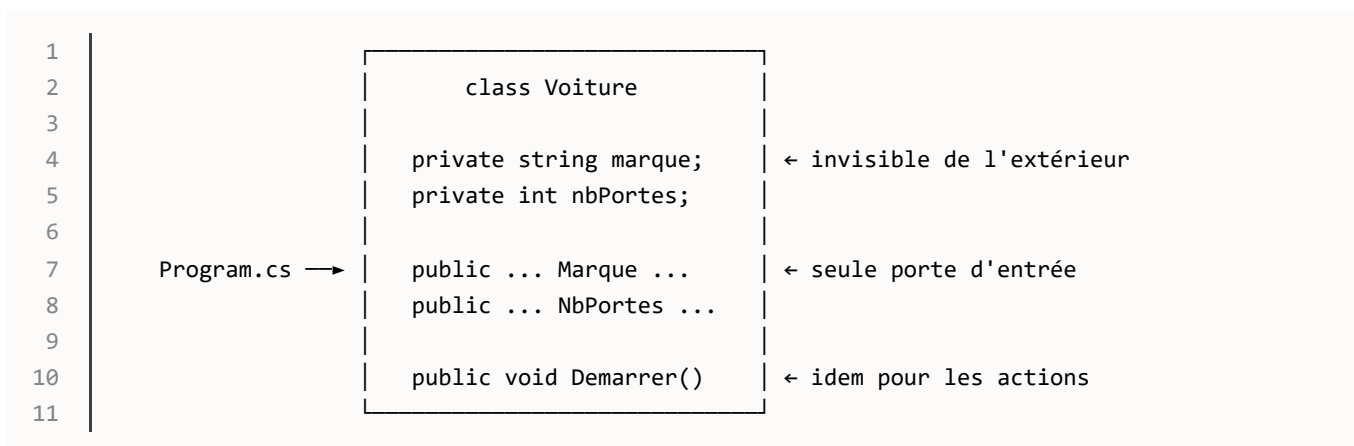 1
2 class Voiture
3
4 private string marque; ← invisible de l'extérieur
5 private int nbPortes;
6
7 Program.cs ──► public ... Marque ... ← seule porte d'entrée
8 public ... NbPortes ...
9
10 public void Demarrer() ← idem pour les actions
11